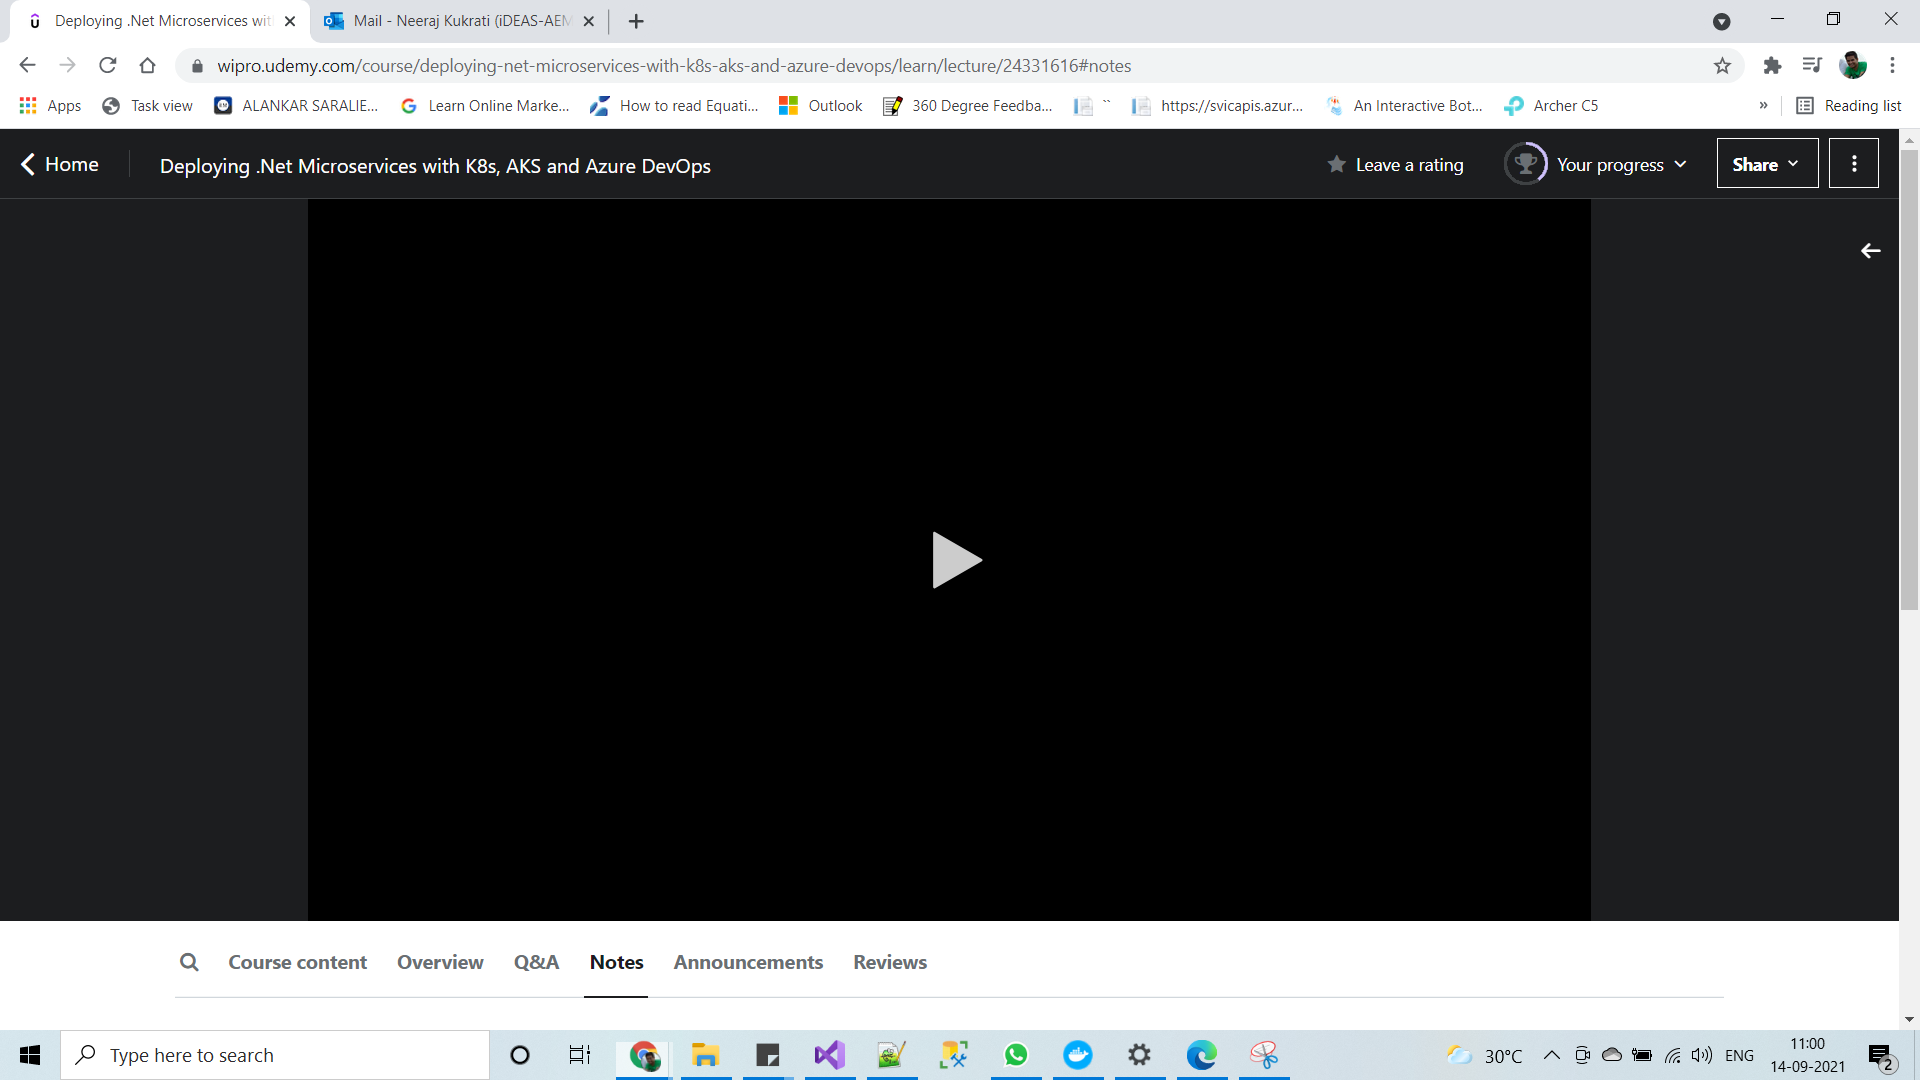 Deploying .Net Microservices wit
Mail - Neeraj Kukrati (iDEAS-AEM
wipro.udemy.com/course/deploying-net-microservices-with-k8s-aks-and-azure-devops/learn/lecture/24331616#notes
Apps
Task view
ALANKAR SARALIE...
Learn Online Marke...
How to read Equati...
Outlook
360 Degree Feedba...
``
https://svicapis.azur...
An Interactive Bot...
Archer C5
»
Reading list
Home
Deploying .Net Microservices with K8s, AKS and Azure DevOps
Leave a rating
Your progress
Share
Course content
Overview
Q&A
Notes
Announcements
Reviews
Type here to search
30°C
ENG
11:00
14-09-2021
2